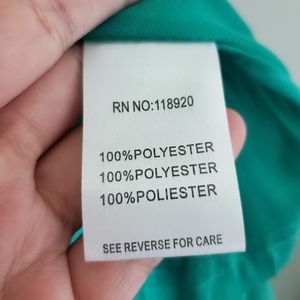 RN NO:118920
100%POLYESTER
100%POLYESTER
100%POLIESTER
SEE REVERSE FOR CARE